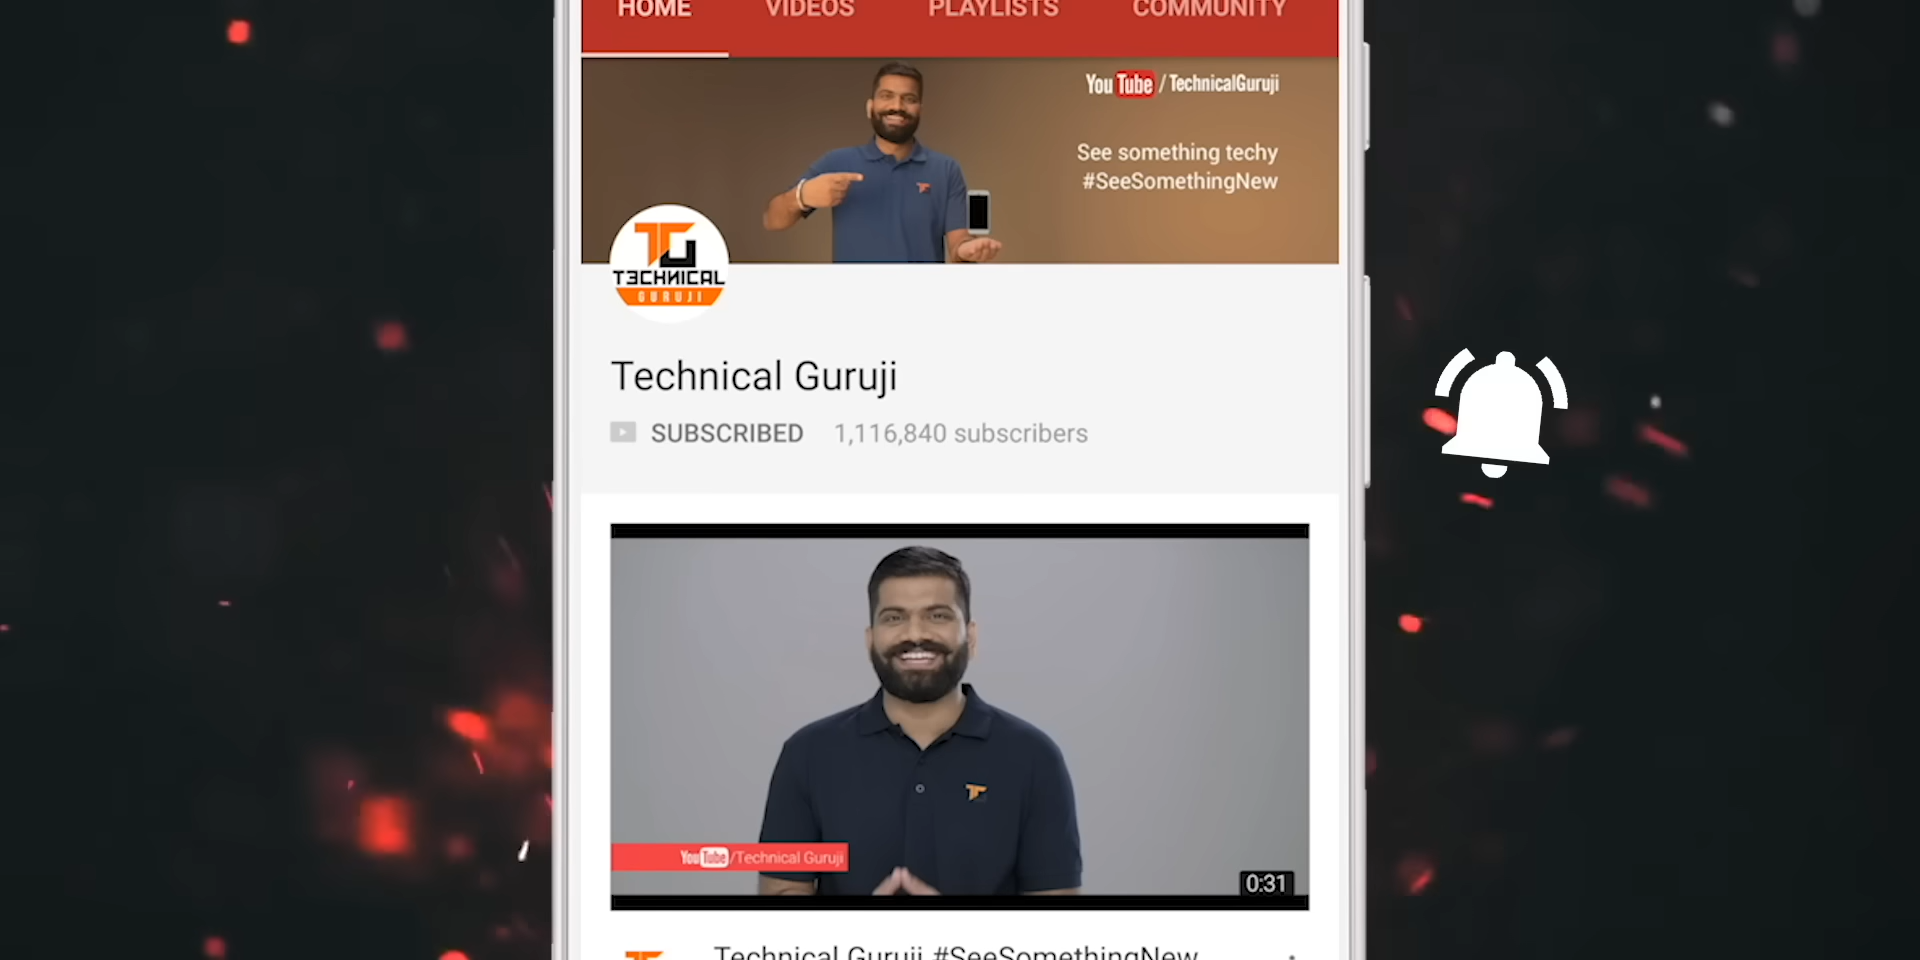 HOME VIDEOS PLAYLISTS COMMUNITY
YouTube / TechnicalGuruji
See something techy
#SeeSomethingNew
TG
TECHNICAL
GURUJI
Technical Guruji
SUBSCRIBED 1,116,840 subscribers
YouTube/Technical Guruji
0:31
Technical Guruji #SeeSomethingNew